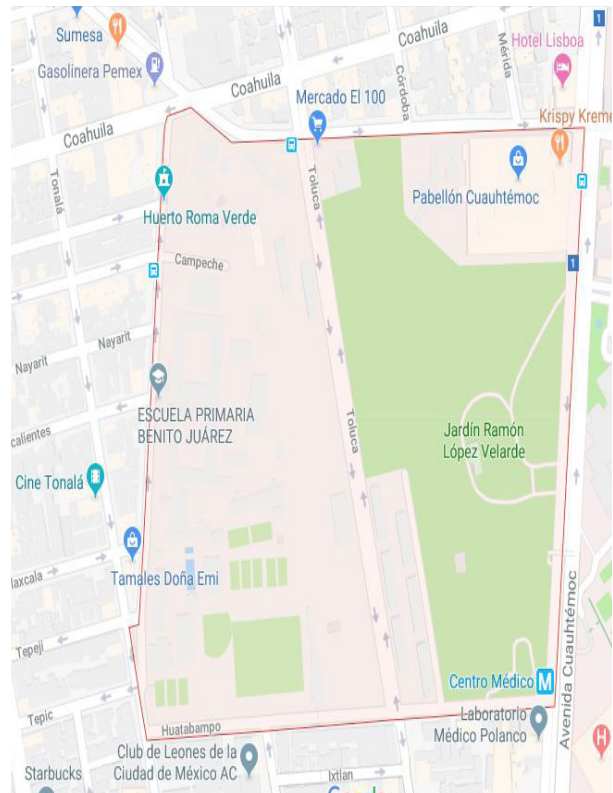 Sumesa
Gasolinera Pemex
Coahuila
Coahuila
Coahuila
Mercado El 100
Córdoba
Mérida
Hotel Lisboa
1
Krispy Kreme
Tonalá
Huerto Roma Verde
Toluca
Pabellón Cuauhtémoc
Campeche
1
Nayarit
Nayarit
ESCUELA PRIMARIA
BENITO JUÁREZ
Toluca
Jardín Ramón
López Velarde
calientes
Cine Tonalá
laxcala
Tamales Doña Emi
Tepeji
Avenida Cuauhtémoc
Centro Médico
M
Tepic
Huatabampo
Laboratorio
Médico Polanco
Club de Leones de la
Ciudad de México AC
H
Starbucks
Ixtlan